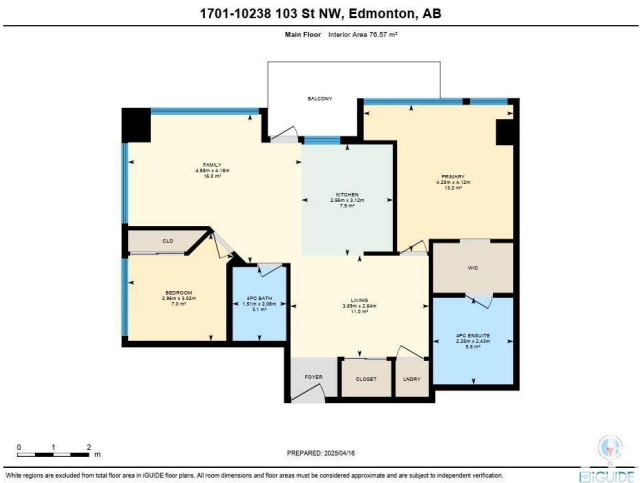 1701-10238 103 St NW, Edmonton, AB
Main Floor Interior Area 76.57 m²
BALCONY
FAMILY
4.88m x 4.18m
16.0 m²
KITCHEN
2.66m x 3.12m
7.9 m²
PRIMARY
4.20m x 4.12m
13.2 m²
CLO
WIC
BEDROOM
2.96m x 3.02m
7.0 m²
4PC BATH
1.51m x 2.08m
3.1 m²
LIVING
3.89m x 2.84m
11.0 m²
4PC ENSUITE
2.26m x 2.43m
5.5 m²
FOYER
CLOSET
LNDRY
0 1 2
m
PREPARED: 2025/04/16
White regions are excluded from total floor area in iGUIDE floor plans. All room dimensions and floor areas must be considered approximate and are subject to independent verification.
iGUIDE